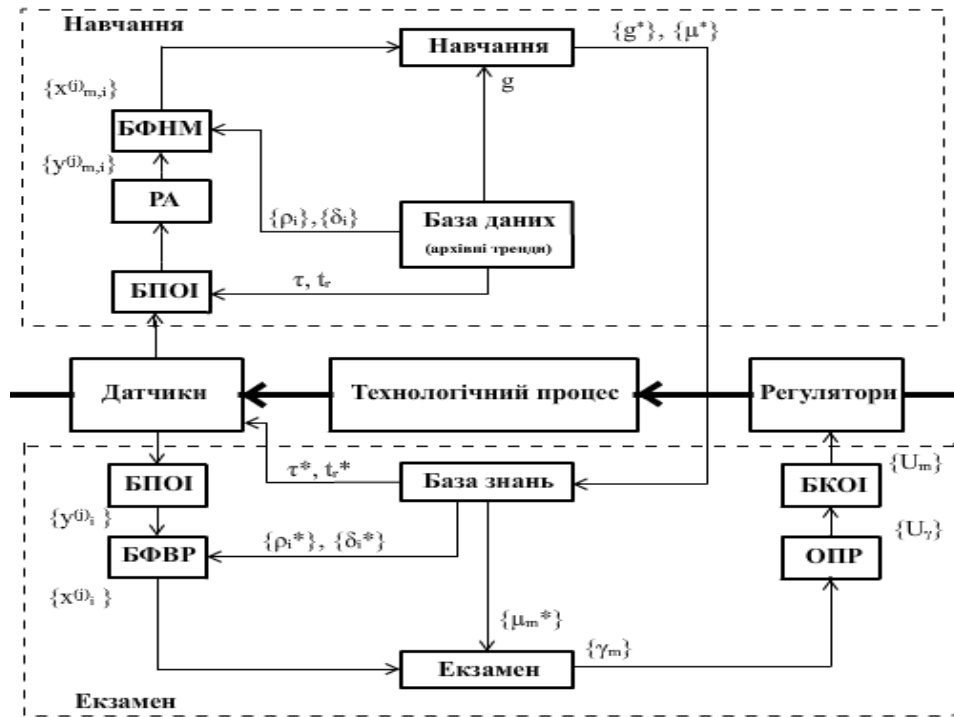 Навчання
Навчання
{g*}, {μ*}
g
{x⁽ʲ⁾ₘ,ᵢ}
БФНМ
{y⁽ʲ⁾ₘ,ᵢ}
РА
{ρᵢ},{δᵢ}
База даних
(архівні тренди)
БПОІ
τ, tᵣ
Датчики
Технологічний процес
Регулятори
τ*, tᵣ*
База знань
БПОІ
{Uₘ}
БКОІ
{y⁽ʲ⁾ᵢ}
{ρᵢ*}, {δᵢ*}
{Uᵧ}
БФВР
ОПР
{x⁽ʲ⁾ᵢ }
{μₘ*}
Екзамен
{γₘ}
Екзамен